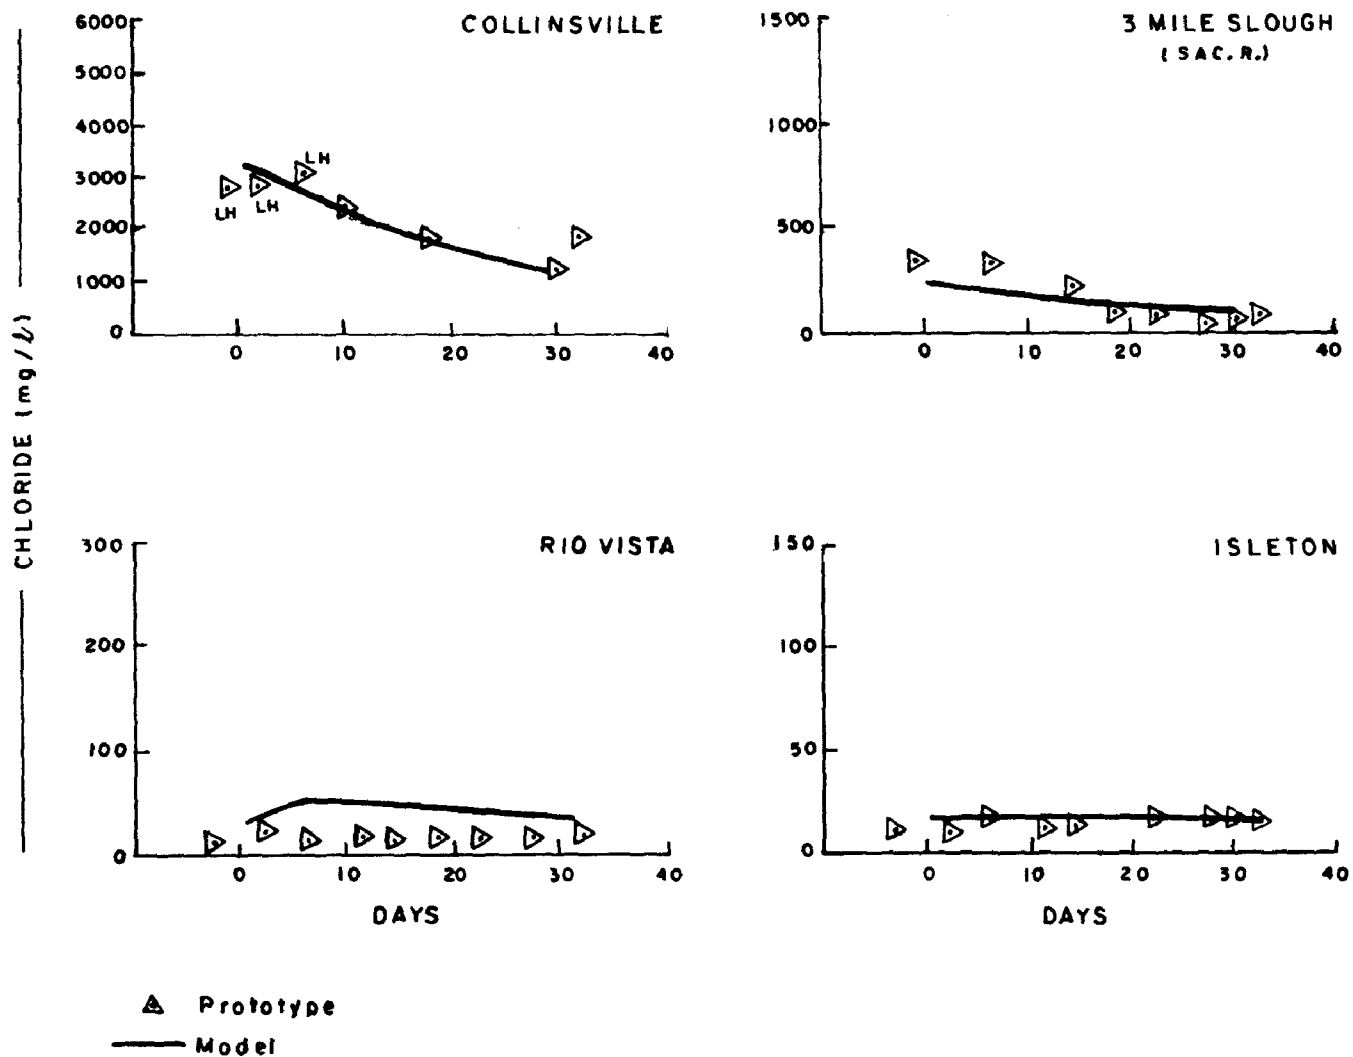 COLLINSVILLE
6000
5000
4000
3000
2000
1000
0
LH
LH
LH
0 10 20 30 40
3 MILE SLOUGH
(SAC.R.)
1500
1000
500
0
0 10 20 30 40
CHLORIDE (mg/l)
RIO VISTA
300
200
100
0
0 10 20 30 40
DAYS
ISLETON
150
100
50
0
0 10 20 30 40
DAYS
Prototype
Model